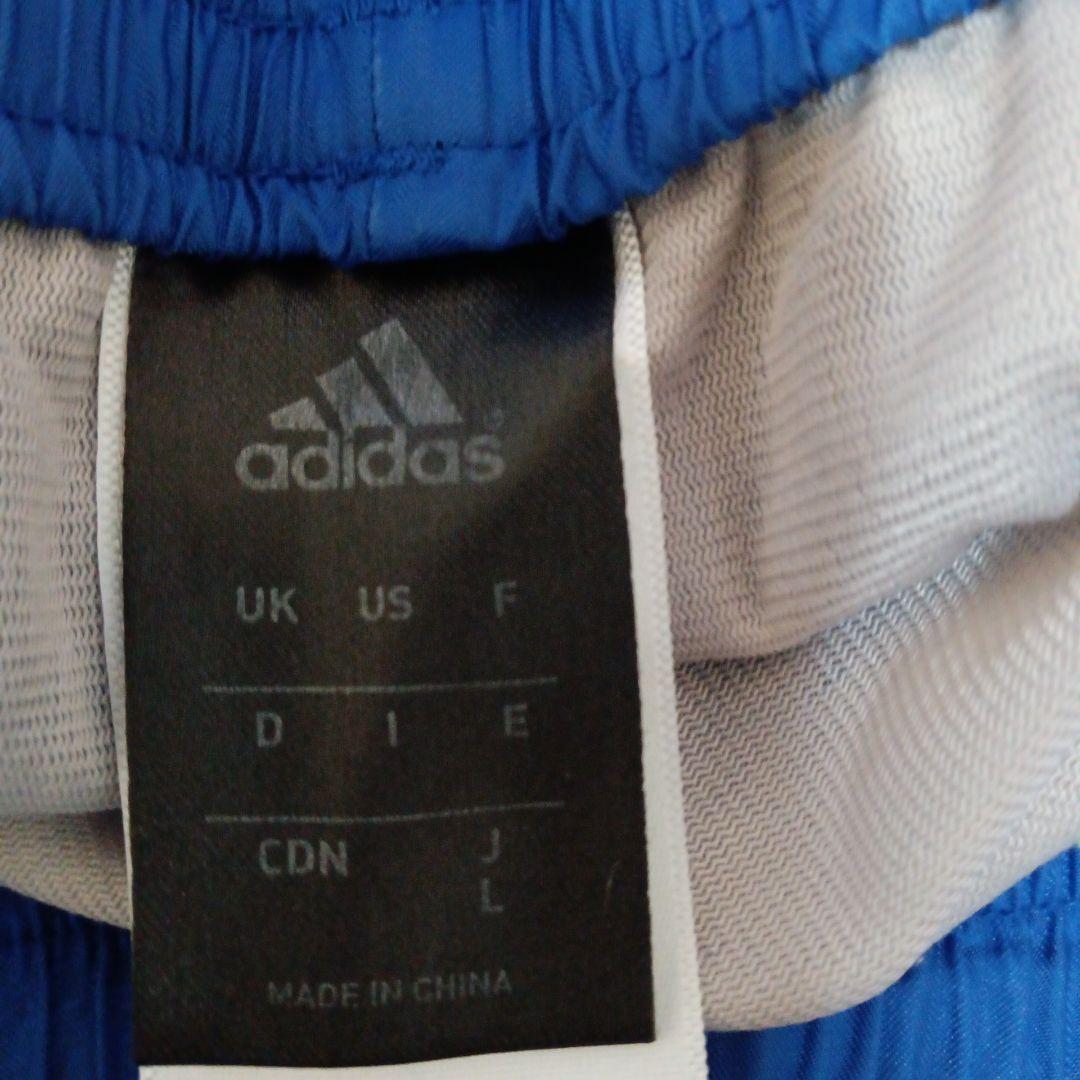 adidas®
UK US F
D I E
CDN J
L
MADE IN CHINA